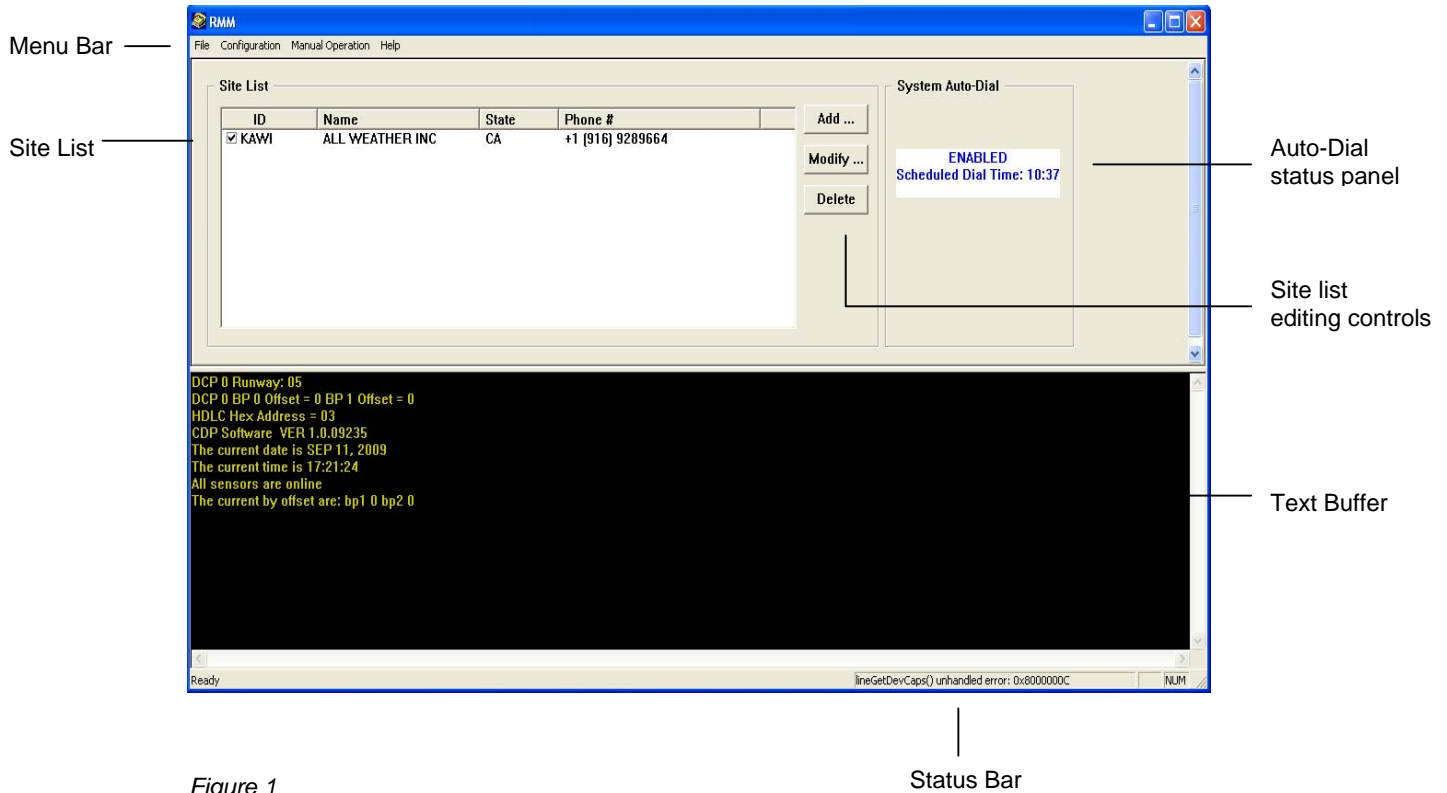 RMM
Menu Bar
File Configuration Manual Operation Help
Site List
System Auto-Dial
ID Name State Phone #
KAWI ALL WEATHER INC CA +1 (916) 9289664
Add ...
Modify ...
Delete
ENABLED
Scheduled Dial Time: 10:37
Site List
Auto-Dial
status panel
Site list
editing controls
DCP 0 Runway: 05
DCP 0 BP 0 Offset = 0 BP 1 Offset = 0
HDLC Hex Address = 03
CDP Software VER 1.0.09235
The current date is SEP 11, 2009
The current time is 17:21:24
All sensors are online
The current by offset are: bp1 0 bp2 0
Text Buffer
Ready
lineGetDevCaps() unhandled error: 0x8000000C
NUM
Status Bar
Figure 1